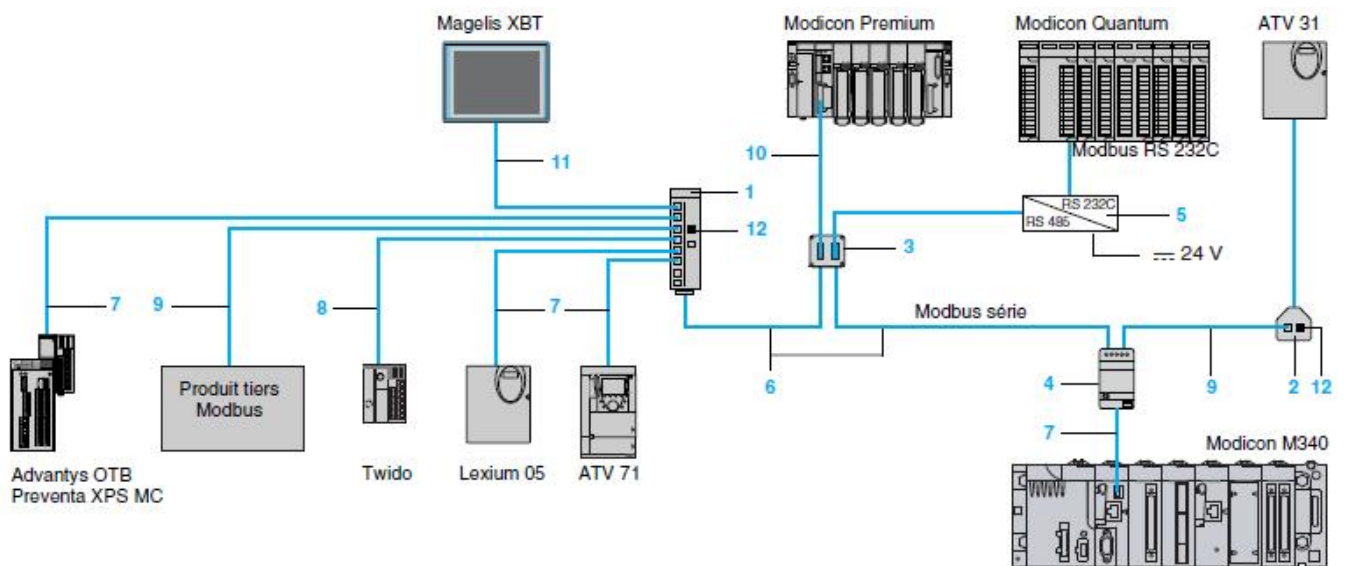 Magelis XBT
Modicon Premium
Modicon Quantum
ATV 31
Modbus RS 232C
11
10
1
12
RS 232C
RS 485
5
3
24 V
7
9
8
7
Modbus série
6
4
9
2
12
7
Produit tiers
Modbus
Modicon M340
Advantys OTB
Preventa XPS MC
Twido
Lexium 05
ATV 71